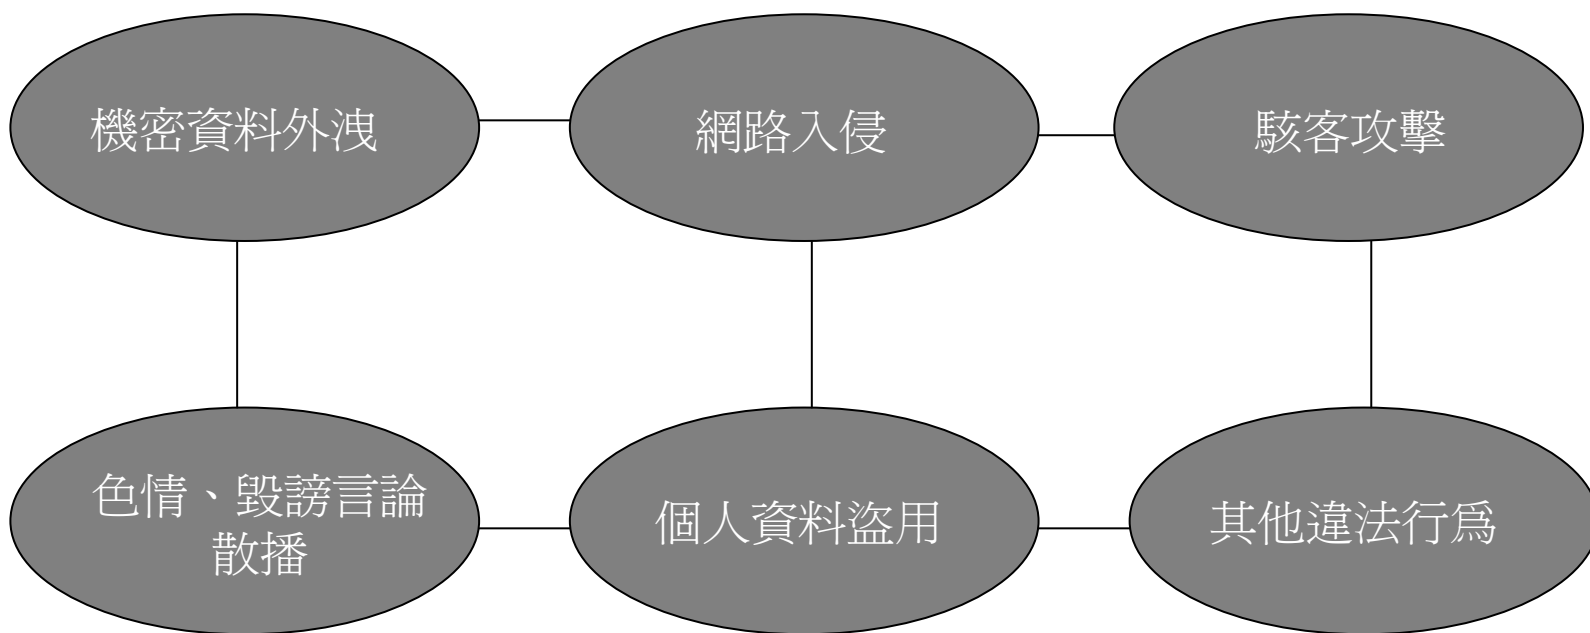 機密資料外洩
網路入侵
駭客攻擊
色情、毀謗言論
散播
個人資料盜用
其他違法行爲